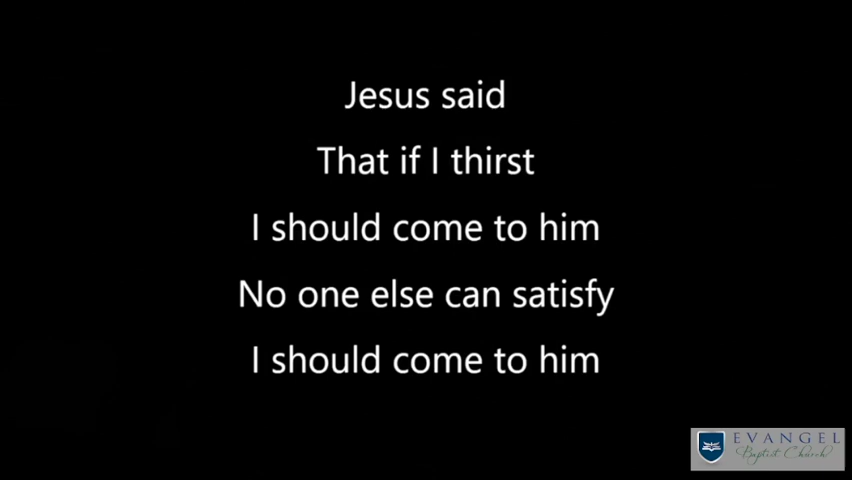 Jesus said
That if I thirst
I should come to him
No one else can satisfy
I should come to him
EVANGEL
Baptist Church